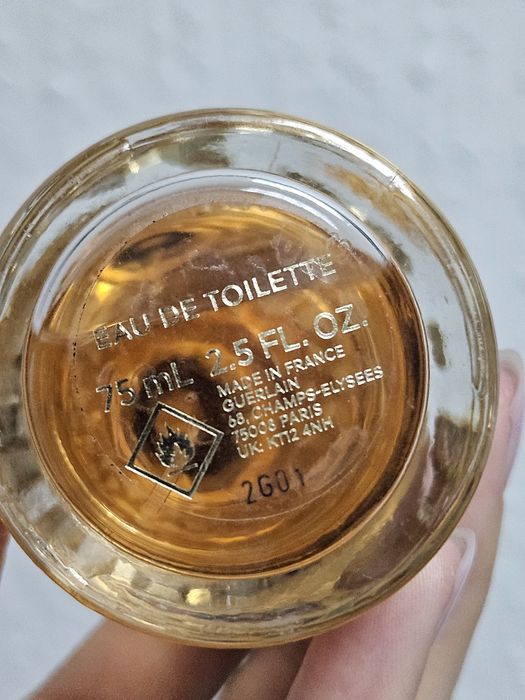 EAU DE TOILETTE
75 mL 2.5 FL. OZ.
MADE IN FRANCE
GUERLAIN
68, CHAMPS-ELYSEES
75008 PARIS
UK: KT12 4NH
2G01